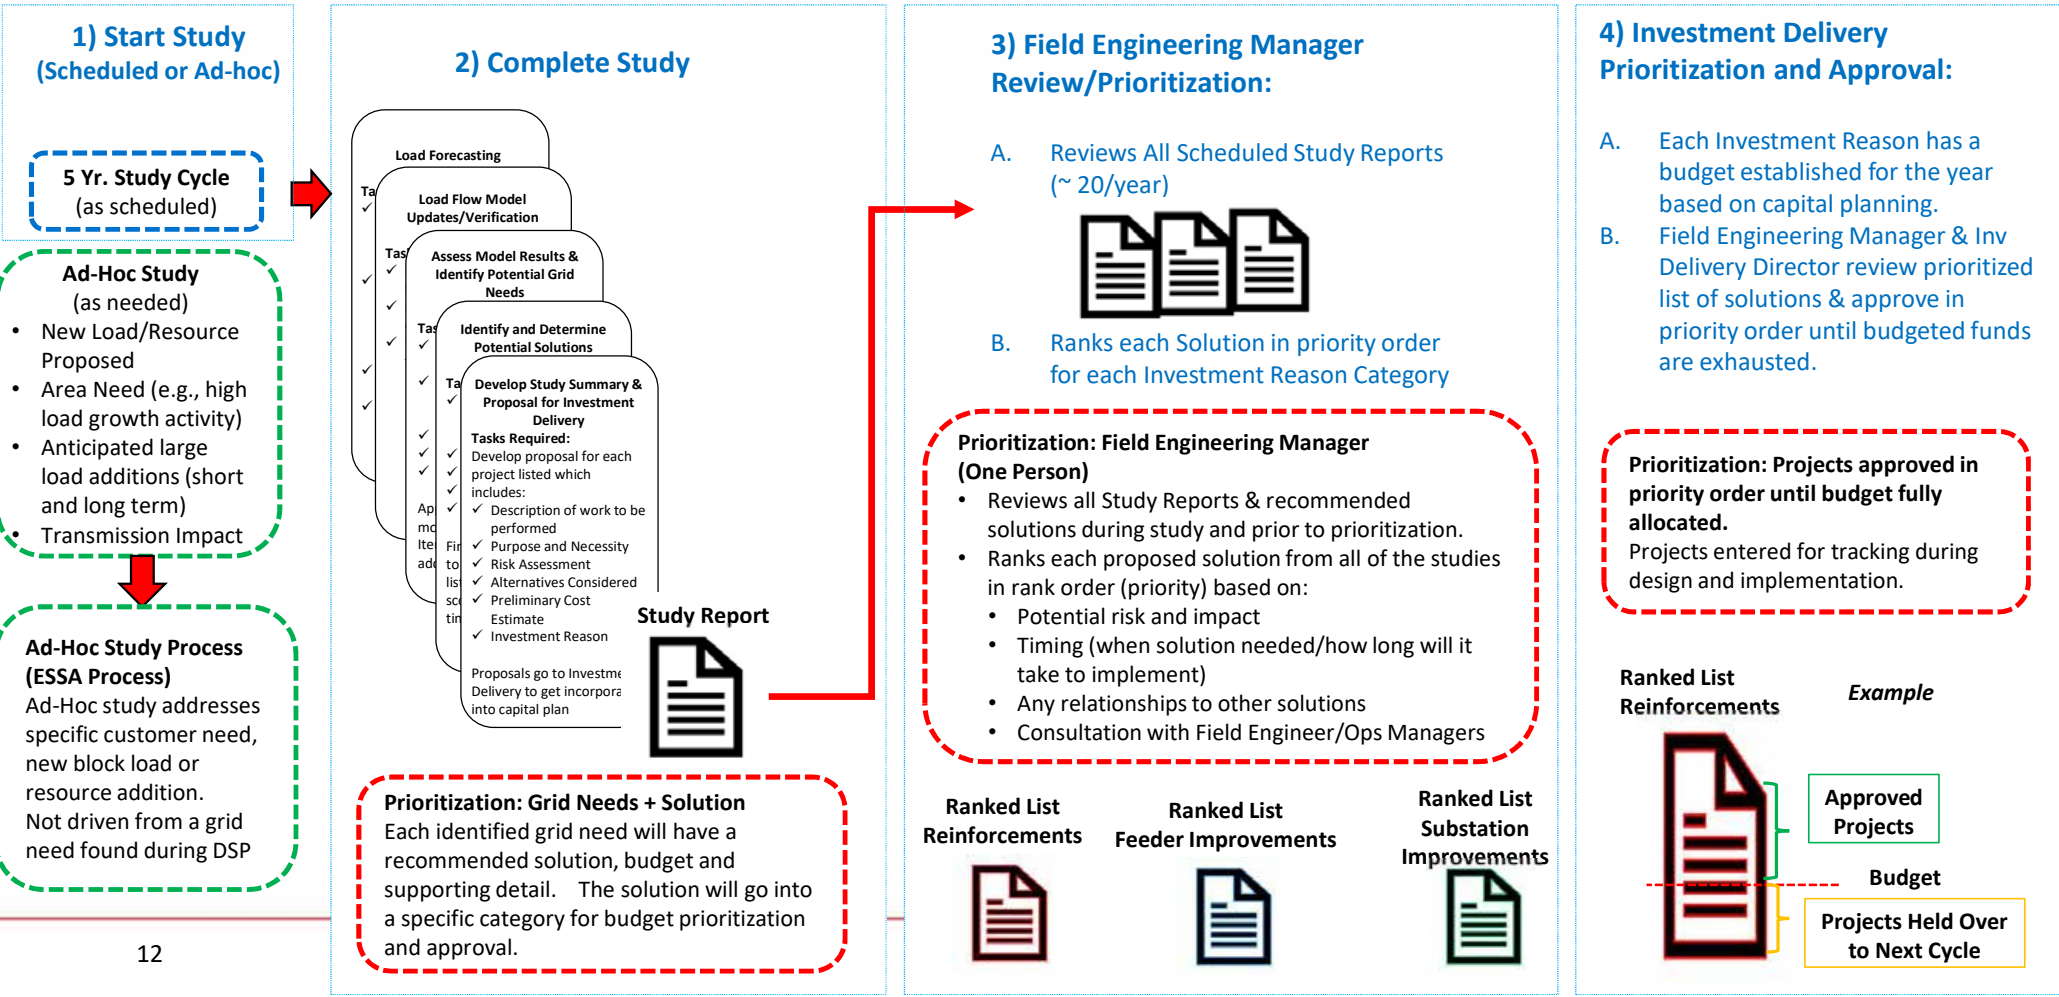 1) Start Study
(Scheduled or Ad-hoc)
5 Yr. Study Cycle
(as scheduled)
Ad-Hoc Study
(as needed)
• New Load/Resource
Proposed
• Area Need (e.g., high
load growth activity)
• Anticipated large
load additions (short
and long term)
• Transmission Impact
Ad-Hoc Study Process
(ESSA Process)
Ad-Hoc study addresses
specific customer need,
new block load or
resource addition.
Not driven from a grid
need found during DSP
12
2) Complete Study
Load Forecasting
Load Flow Model
Updates/Verification
Assess Model Results &
Identify Potential Grid
Needs
Identify and Determine
Potential Solutions
Develop Study Summary &
Proposal for Investment
Delivery
Tasks Required:
Develop proposal for each
project listed which
includes:
✓ Description of work to be
performed
✓ Purpose and Necessity
✓ Risk Assessment
✓ Alternatives Considered
✓ Preliminary Cost
Estimate
✓ Investment Reason
Proposals go to
Delivery to get
into capital plan
Study Report
Prioritization: Grid Needs + Solution
Each identified grid need will have a
recommended solution, budget and
supporting detail. The solution will go into
a specific category for budget prioritization
and approval.
3) Field Engineering Manager
Review/Prioritization:
A. Reviews All Scheduled Study Reports
(~ 20/year)
B. Ranks each Solution in priority order
for each Investment Reason Category
Prioritization: Field Engineering Manager
(One Person)
• Reviews all Study Reports & recommended
solutions during study and prior to prioritization.
• Ranks each proposed solution from all of the studies
in rank order (priority) based on:
• Potential risk and impact
• Timing (when solution needed/how long will it
take to implement)
• Any relationships to other solutions
• Consultation with Field Engineer/Ops Managers
Ranked List
Reinforcements
Ranked List
Feeder Improvements
Ranked List
Substation
Improvements
4) Investment Delivery
Prioritization and Approval:
A. Each Investment Reason has a
budget established for the year
based on capital planning.
B. Field Engineering Manager & Inv
Delivery Director review prioritized
list of solutions & approve in
priority order until budgeted funds
are exhausted.
Prioritization: Projects approved in
priority order until budget fully
allocated.
Projects entered for tracking during
design and implementation.
Ranked List
Reinforcements
Example
Approved
Projects
Budget
Projects Held Over
to Next Cycle